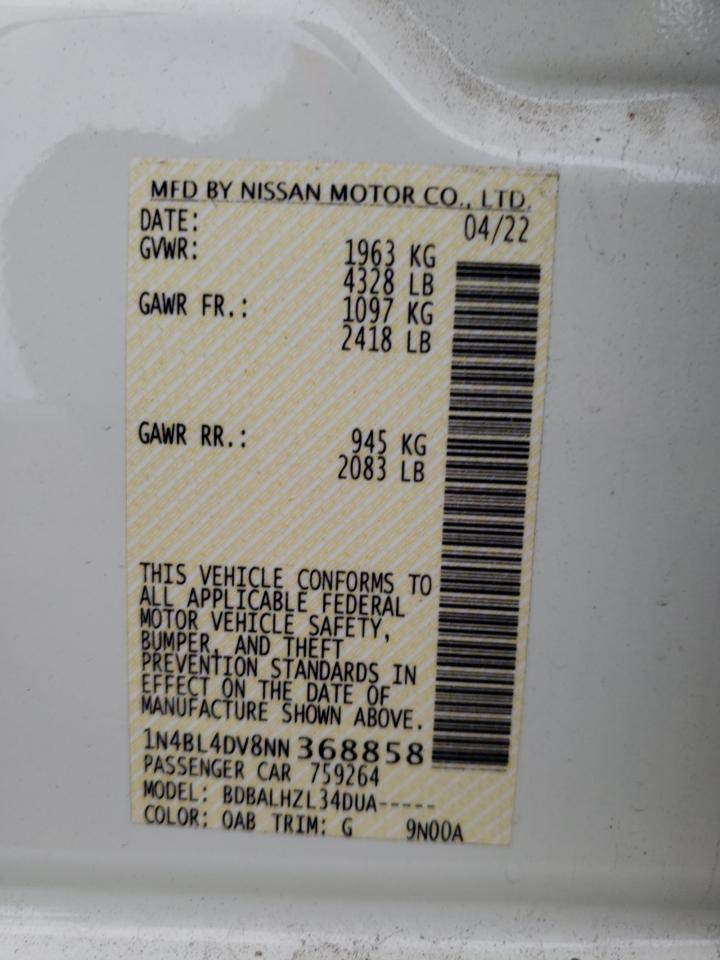 MFD BY NISSAN MOTOR CO., LTD.
DATE: 04/22
GVWR: 1963 KG
4328 LB
GAWR FR.: 1097 KG
2418 LB
GAWR RR.: 945 KG
2083 LB
THIS VEHICLE CONFORMS TO
ALL APPLICABLE FEDERAL
MOTOR VEHICLE SAFETY,
BUMPER, AND THEFT
PREVENTION STANDARDS IN
EFFECT ON THE DATE OF
MANUFACTURE SHOWN ABOVE.
1N4BL4DV8NN 368858
PASSENGER CAR 759264
MODEL: BDBALHZL34DUA-----
COLOR: QAB TRIM: G 9N00A